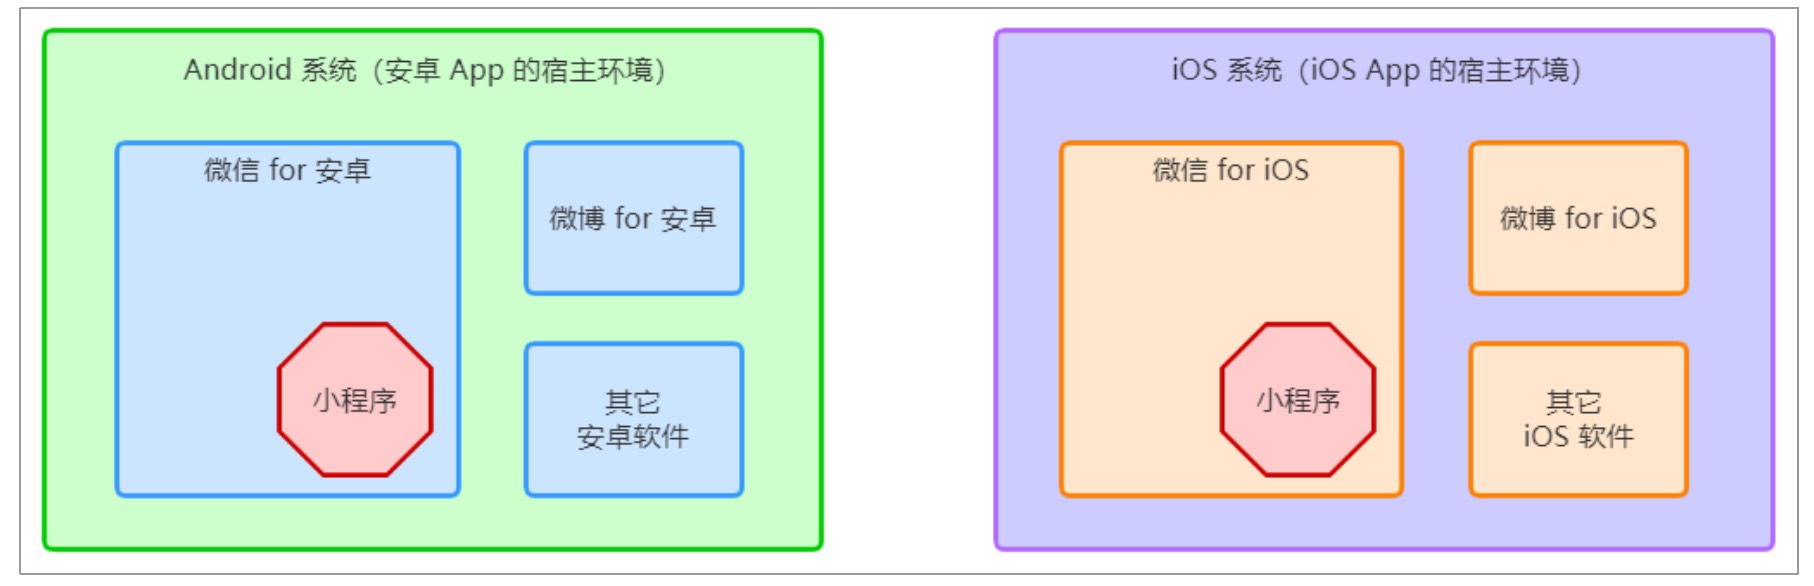 Android 系统（安卓 App 的宿主环境）
微信 for 安卓
微博 for 安卓
小程序
其它
安卓软件
iOS 系统（iOS App 的宿主环境）
微信 for iOS
微博 for iOS
小程序
其它
iOS 软件